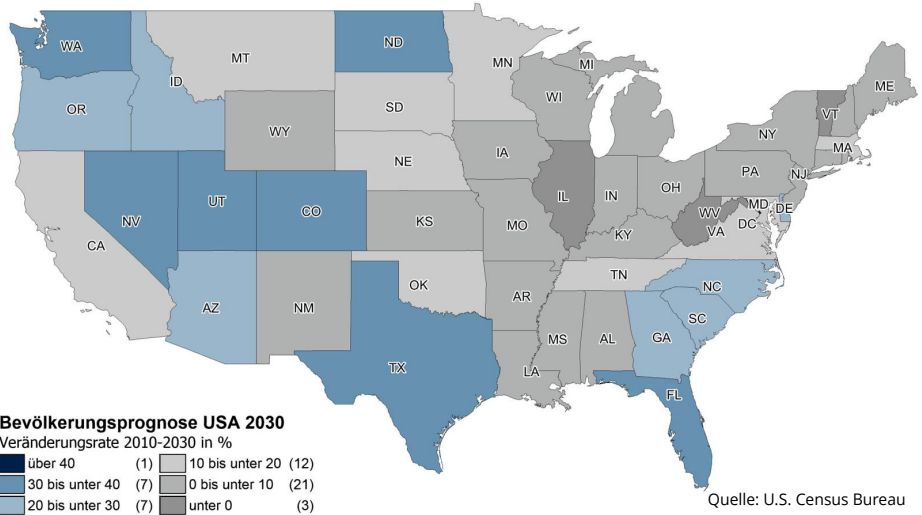 WA
ND
MT
MN
MI
ME
ID
OR
SD
WI
VT
WY
NY
MA
IA
NE
PA
NJ
UT
IL
IN
OH
MD
DE
NV
CO
WV
DC
CA
KS
MO
VA
KY
TN
OK
NC
AZ
NM
AR
SC
MS
AL
GA
TX
LA
FL
Bevölkerungsprognose USA 2030
Veränderungsrate 2010-2030 in %
über 40 (1) 10 bis unter 20 (12)
30 bis unter 40 (7) 0 bis unter 10 (21)
20 bis unter 30 (7) unter 0 (3)
Quelle: U.S. Census Bureau